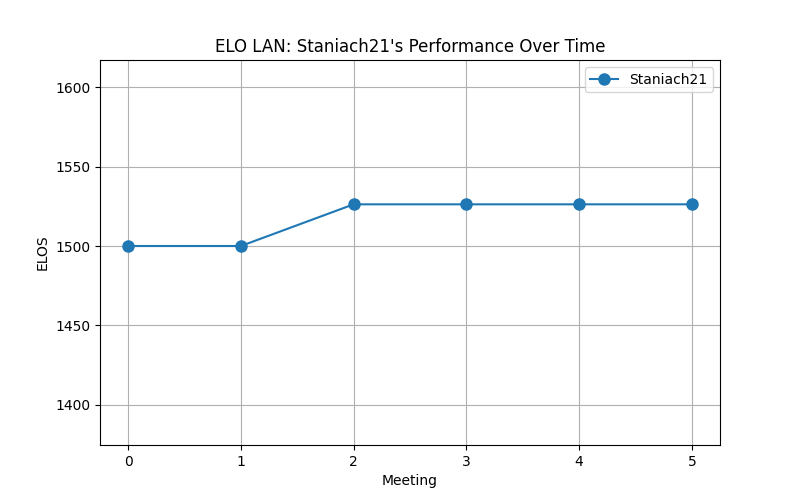 ELO LAN: Staniach21's Performance Over Time
Staniach21
1600
1550
1500
1450
1400
ELOS
0 1 2 3 4 5
Meeting